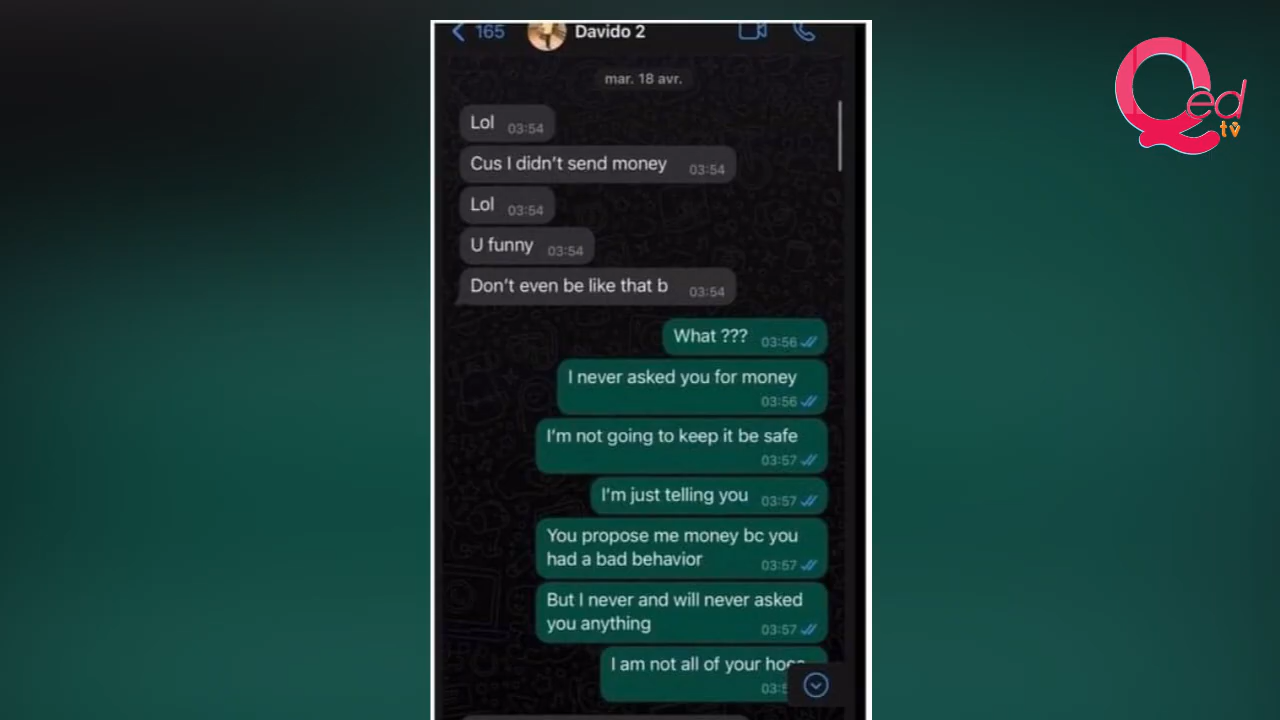 165
Davido 2
mar. 18 avr.
Lol 03:54
Cus I didn't send money 03:54
Lol 03:54
U funny 03:54
Don't even be like that b 03:54
What ??? 03:56
I never asked you for money
03:56
I'm not going to keep it be safe
03:57
I'm just telling you 03:57
You propose me money bc you
had a bad behavior 03:57
But I never and will never asked
you anything 03:57
I am not all of your
Qed
tv